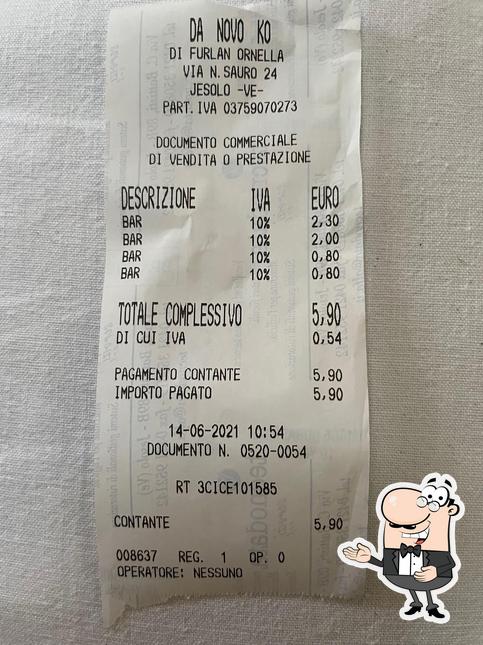 DA NOVO KO
DI FURLAN ORNELLA
VIA N.SAURO 24
JESOLO -VE-
PART.IVA 03759070273
DOCUMENTO COMMERCIALE
DI VENDITA O PRESTAZIONE
DESCRIZIONE IVA EURO
BAR 10% 2,30
BAR 10% 2,00
BAR 10% 0,80
BAR 10% 0,80
TOTALE COMPLESSIVO 5,90
DI CUI IVA 0,54
PAGAMENTO CONTANTE 5,90
IMPORTO PAGATO 5,90
14-06-2021 10:54
DOCUMENTO N. 0520-0054
RT 3CICE101585
CONTANTE 5,90
008637 REG. 1 OP. 0
OPERATORE: NESSUNO